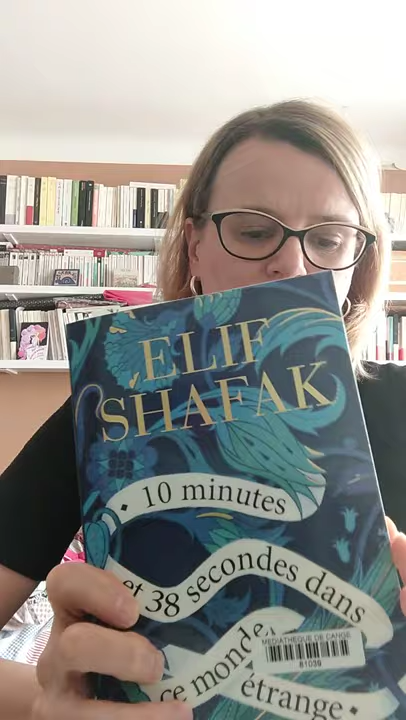 ELIF
SHAFAK
10 minutes
et 38 secondes dans
ce monde
étrange
MEDIATHEQUE DE CANGE
81039